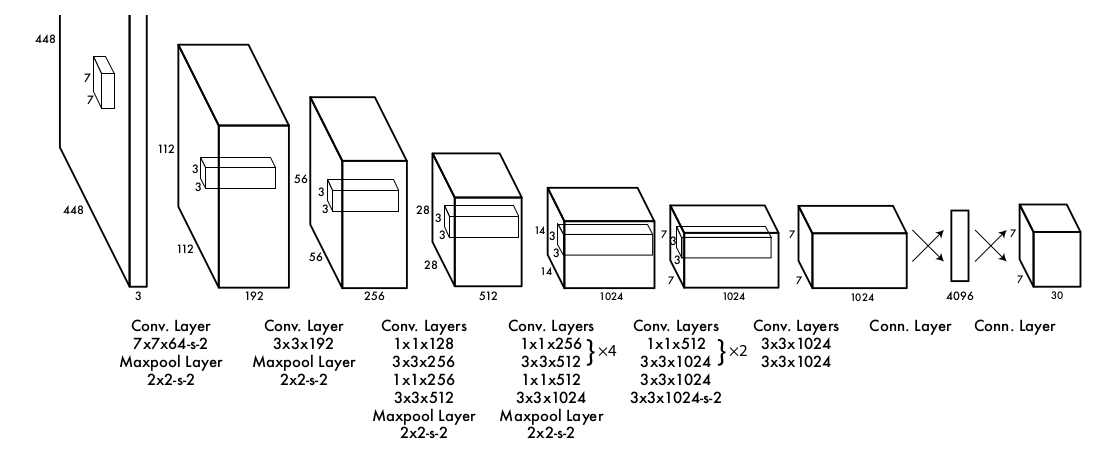 448
7
7
448
3
112
3
3
112
192
56
3
3
56
256
28
3
3
28
512
14
3
3
14
1024
7
3
3
7
1024
7
7
1024
4096
7
7
30
Conv. Layer
7x7x64-s-2
Maxpool Layer
2x2-s-2
Conv. Layer
3x3x192
Maxpool Layer
2x2-s-2
Conv. Layers
1x1x128
3x3x256
1x1x256
3x3x512
Maxpool Layer
2x2-s-2
Conv. Layers
1x1x256
3x3x512 } ×4
1x1x512
3x3x1024
Maxpool Layer
2x2-s-2
Conv. Layers
1x1x512
3x3x1024 } ×2
3x3x1024
3x3x1024-s-2
Conv. Layers
3x3x1024
3x3x1024
Conn. Layer
Conn. Layer